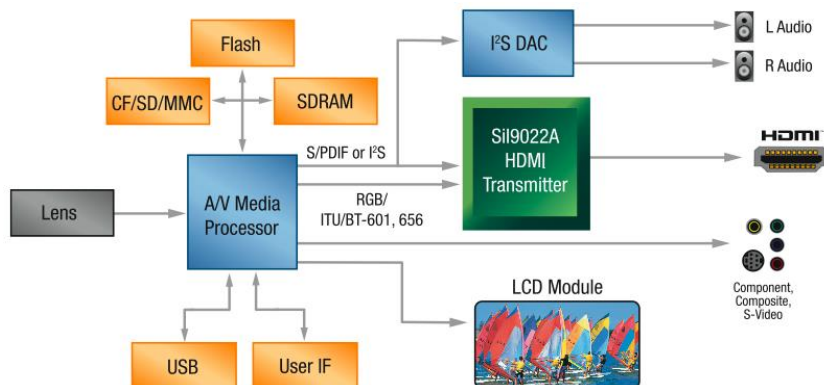 Flash
CF/SD/MMC
SDRAM
I²S DAC
L Audio
R Audio
S/PDIF or I²S
SiI9022A
HDMI
Transmitter
HDMI
Lens
A/V Media
Processor
RGB/
ITU/BT-601, 656
LCD Module
Component,
Composite,
S-Video
USB
User IF